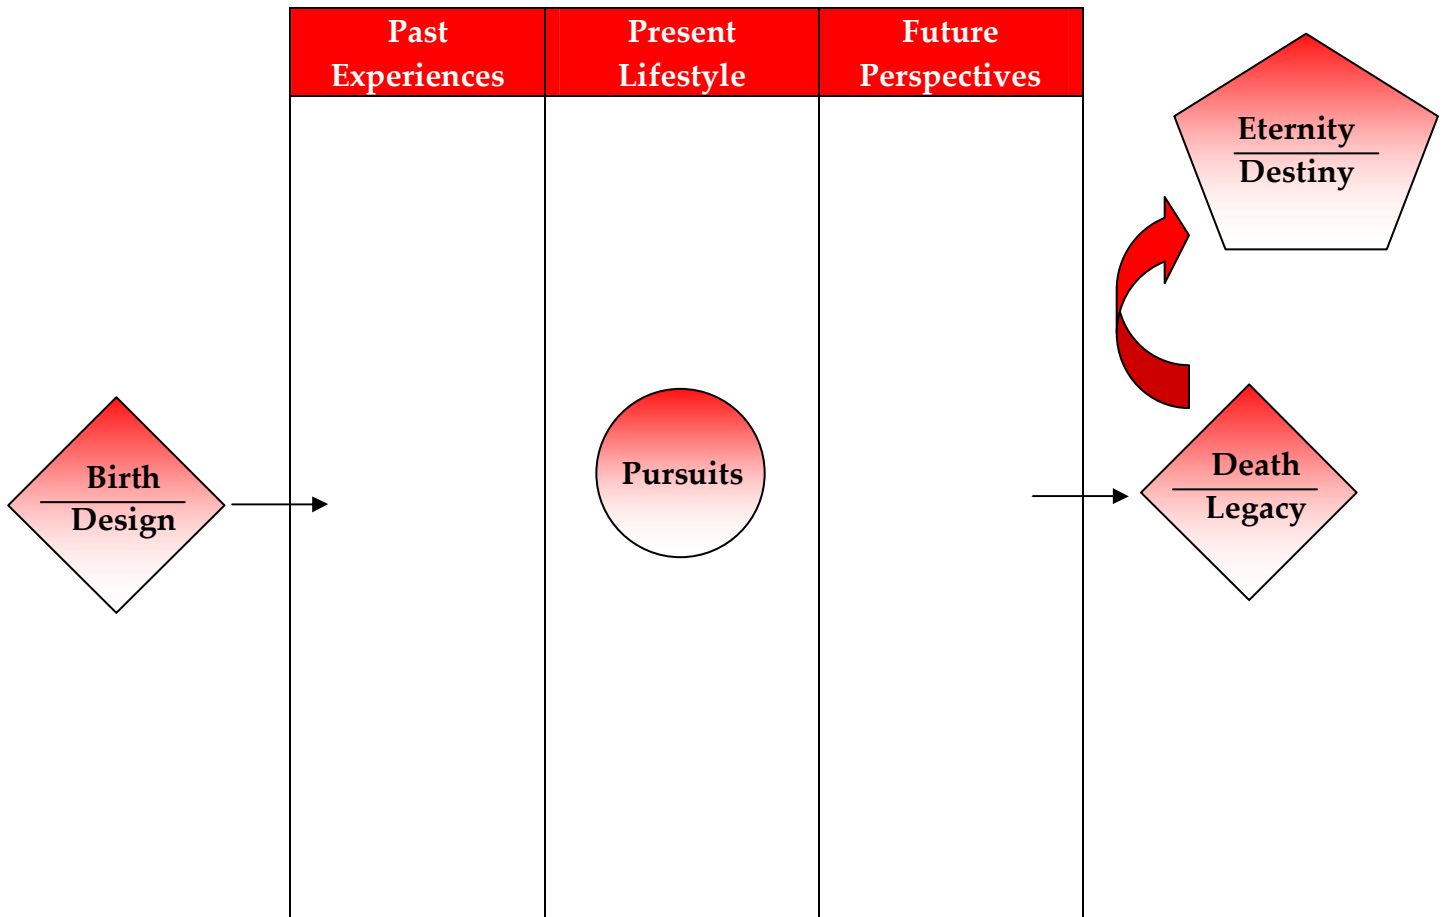 Past
Experiences
Present
Lifestyle
Future
Perspectives
Eternity
Destiny
Birth
Design
Pursuits
Death
Legacy